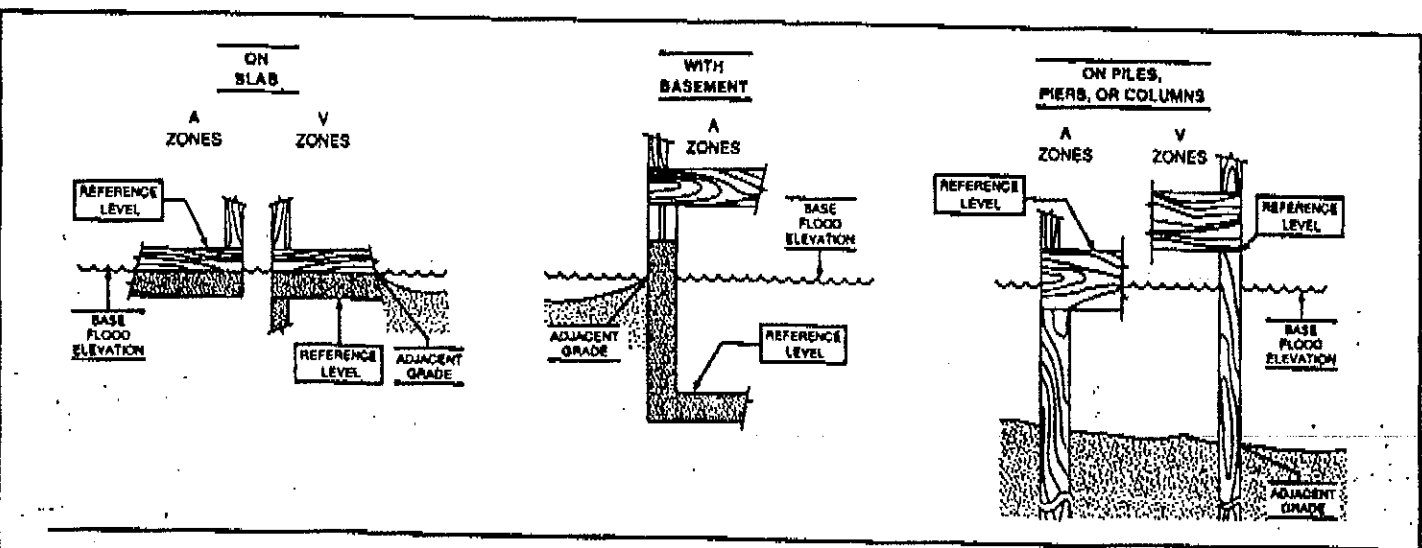 ON
SLAB
A
ZONES
V
ZONES
REFERENCE
LEVEL
BASE
FLOOD
ELEVATION
REFERENCE
LEVEL
ADJACENT
GRADE
WITH
BASEMENT
A
ZONES
BASE
FLOOD
ELEVATION
ADJACENT
GRADE
REFERENCE
LEVEL
ON PILES,
PIERS, OR COLUMNS
A
ZONES
V
ZONES
REFERENCE
LEVEL
REFERENCE
LEVEL
BASE
FLOOD
ELEVATION
ADJACENT
GRADE